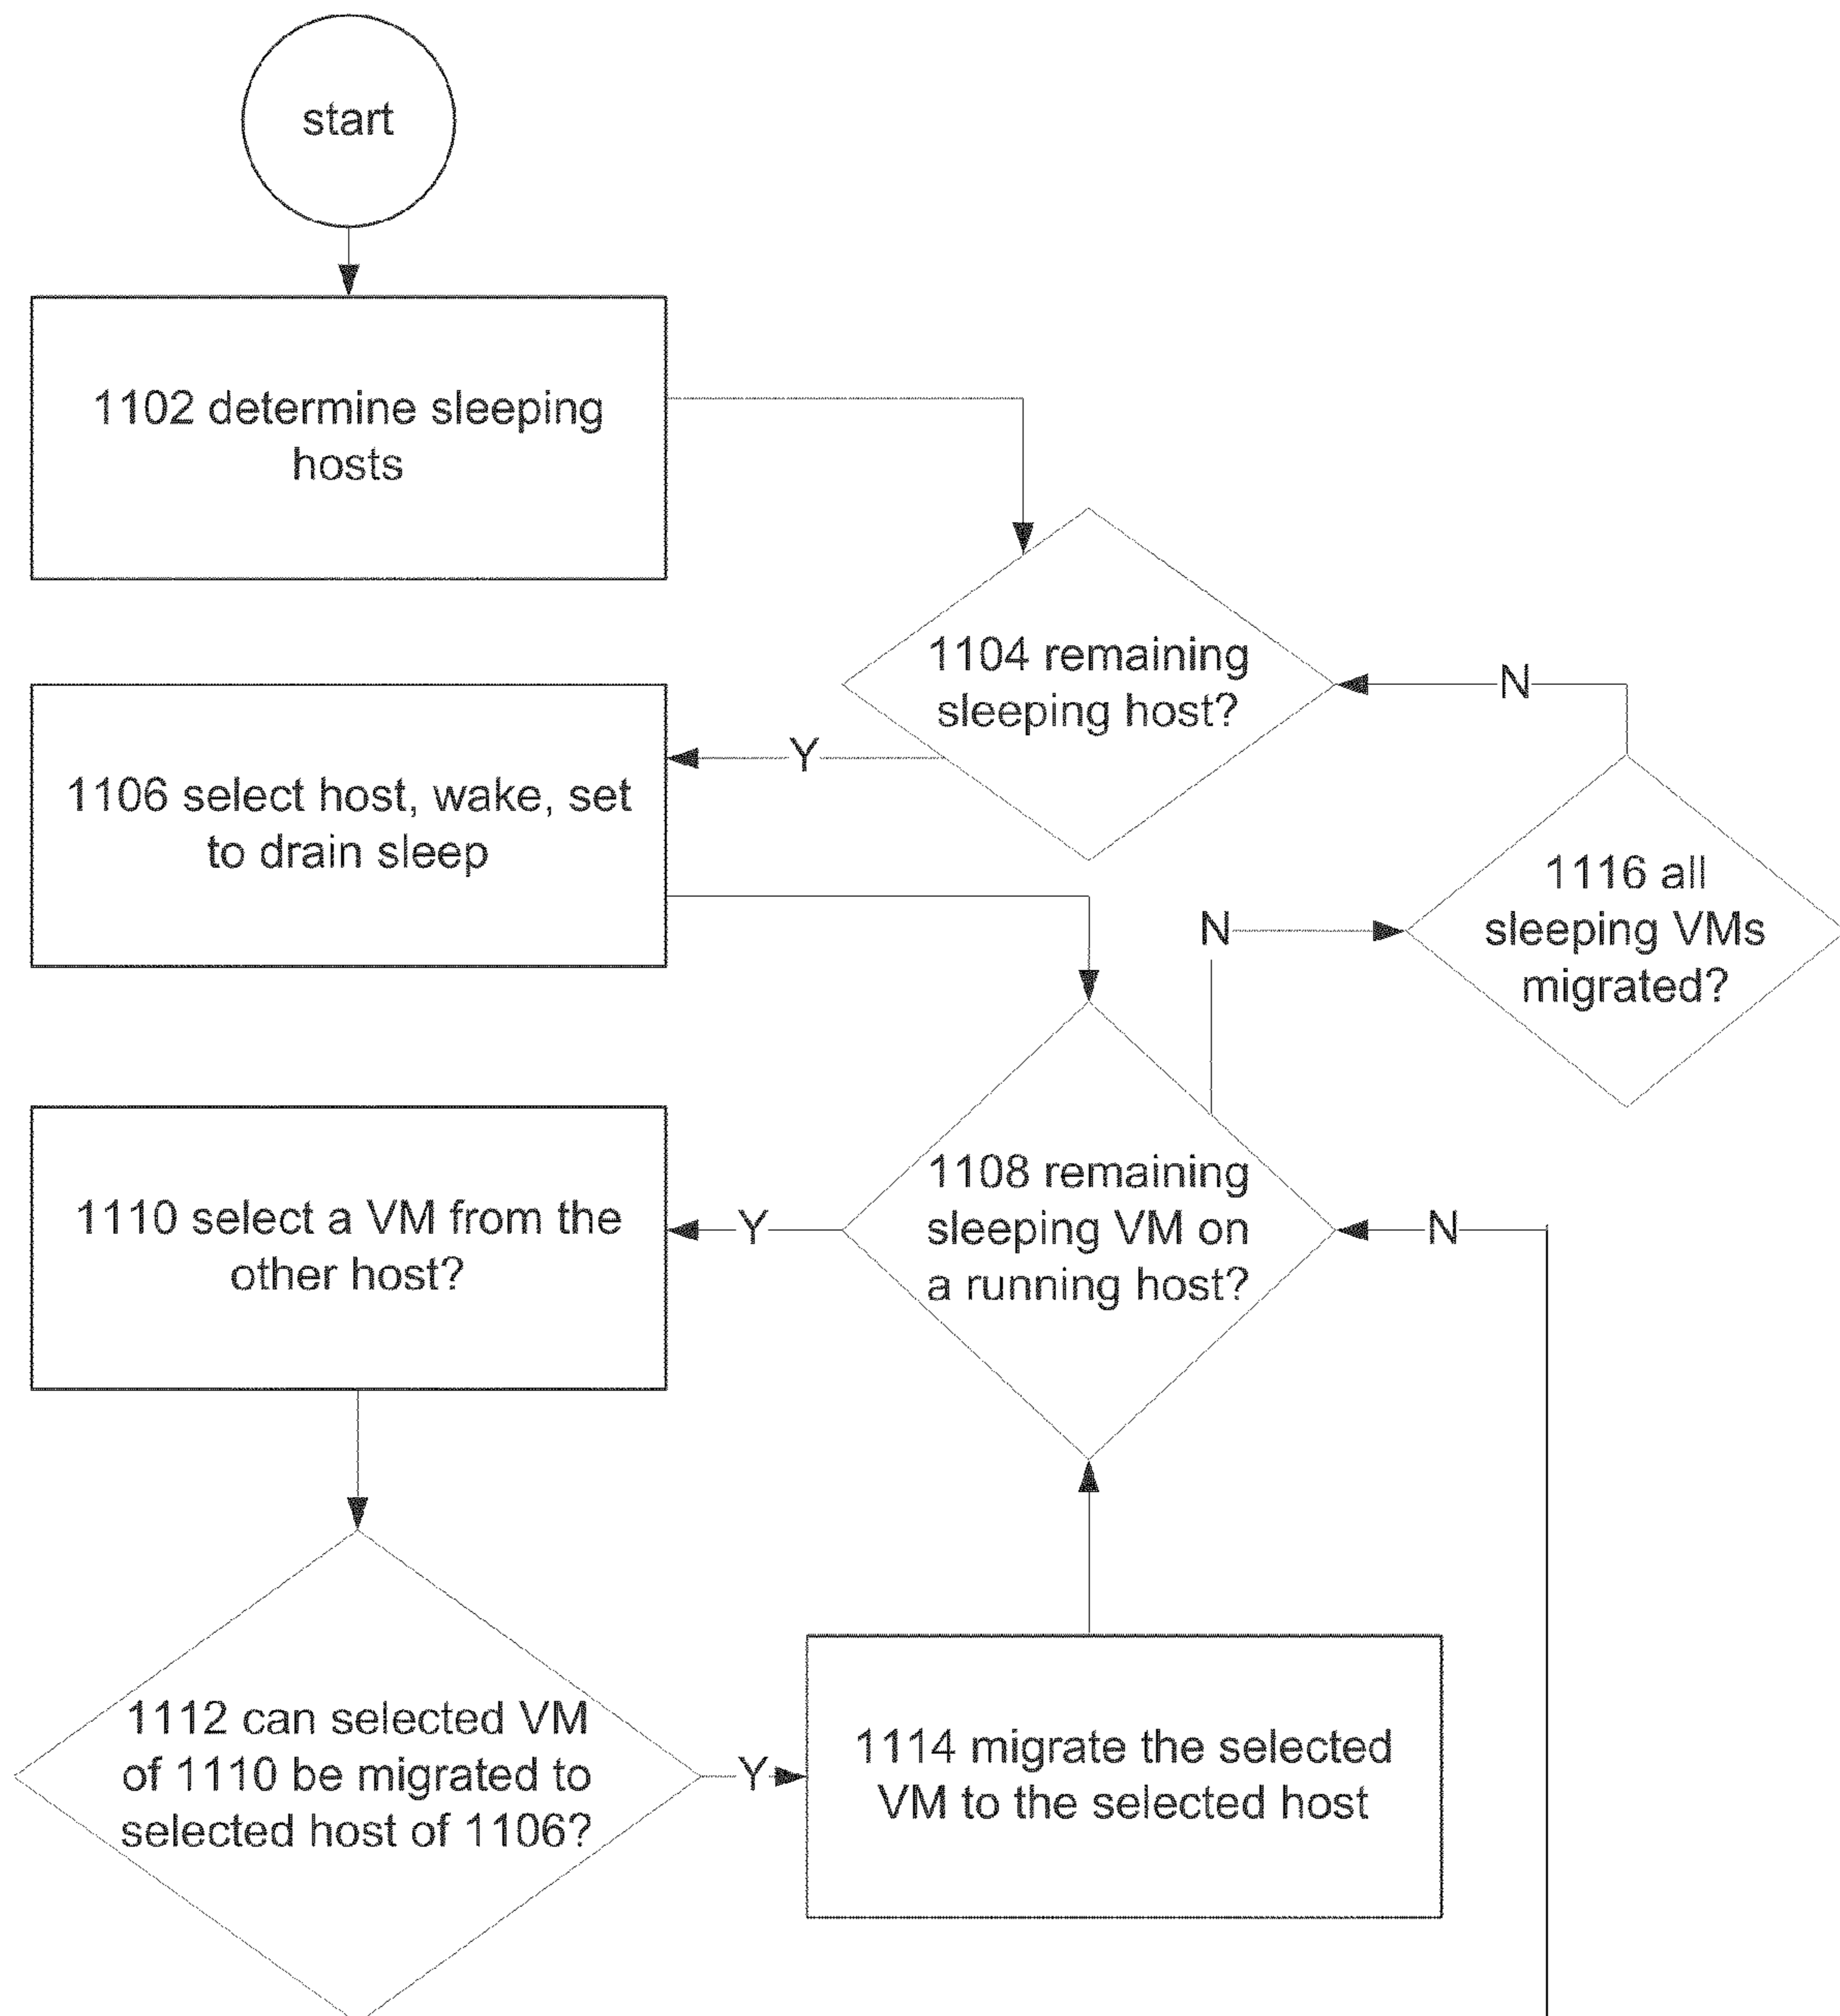 start
1102 determine sleeping
hosts
1104 remaining
sleeping host?
N
Y
1106 select host, wake, set
to drain sleep
1116 all
sleeping VMs
migrated?
N
1108 remaining
sleeping VM on
a running host?
Y
N
1110 select a VM from the
other host?
1112 can selected VM
of 1110 be migrated to
selected host of 1106?
Y
1114 migrate the selected
VM to the selected host